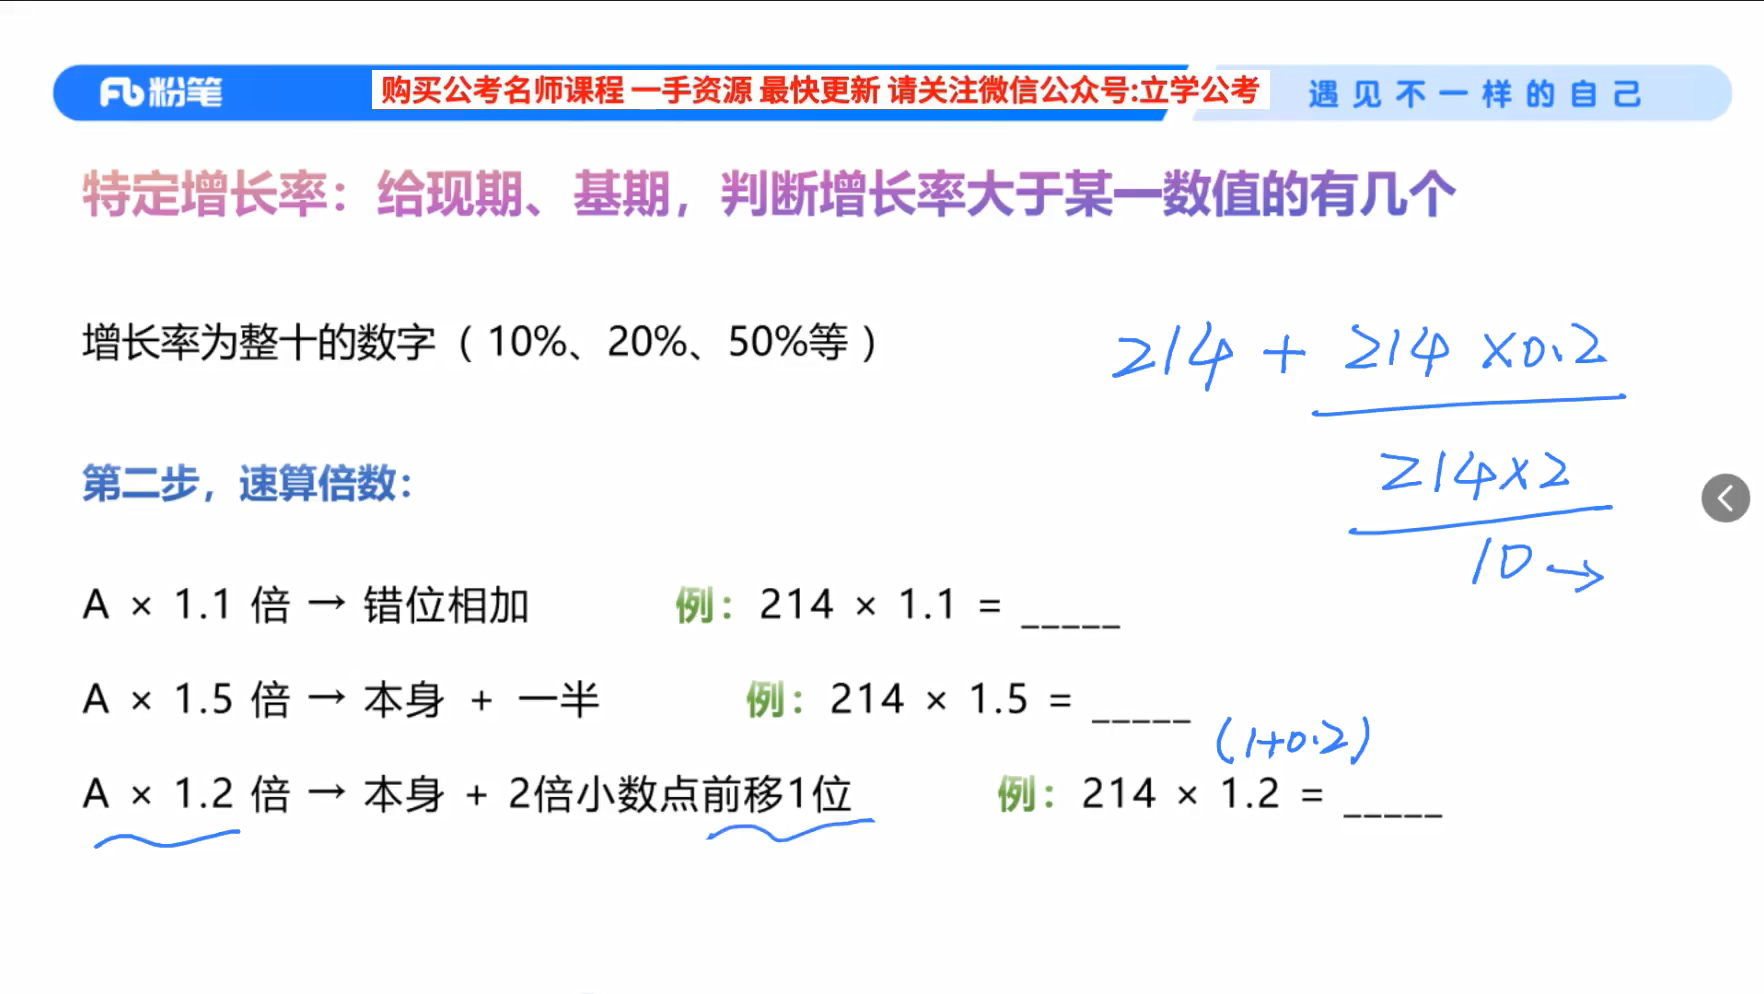 粉笔
购买公考名师课程 一手资源 最快更新 请关注微信公众号:立学公考
遇见不一样的自己
特定增长率：给现期、基期，判断增长率大于某一数值的有几个
增长率为整十的数字（10%、20%、50%等）
214 + 214 ×0.2
第二步，速算倍数：
214×2
10
A × 1.1 倍 → 错位相加 例：214 × 1.1 = _____
A × 1.5 倍 → 本身 + 一半 例：214 × 1.5 = _____
(1+0.2)
A × 1.2 倍 → 本身 + 2倍小数点前移1位 例：214 × 1.2 = _____